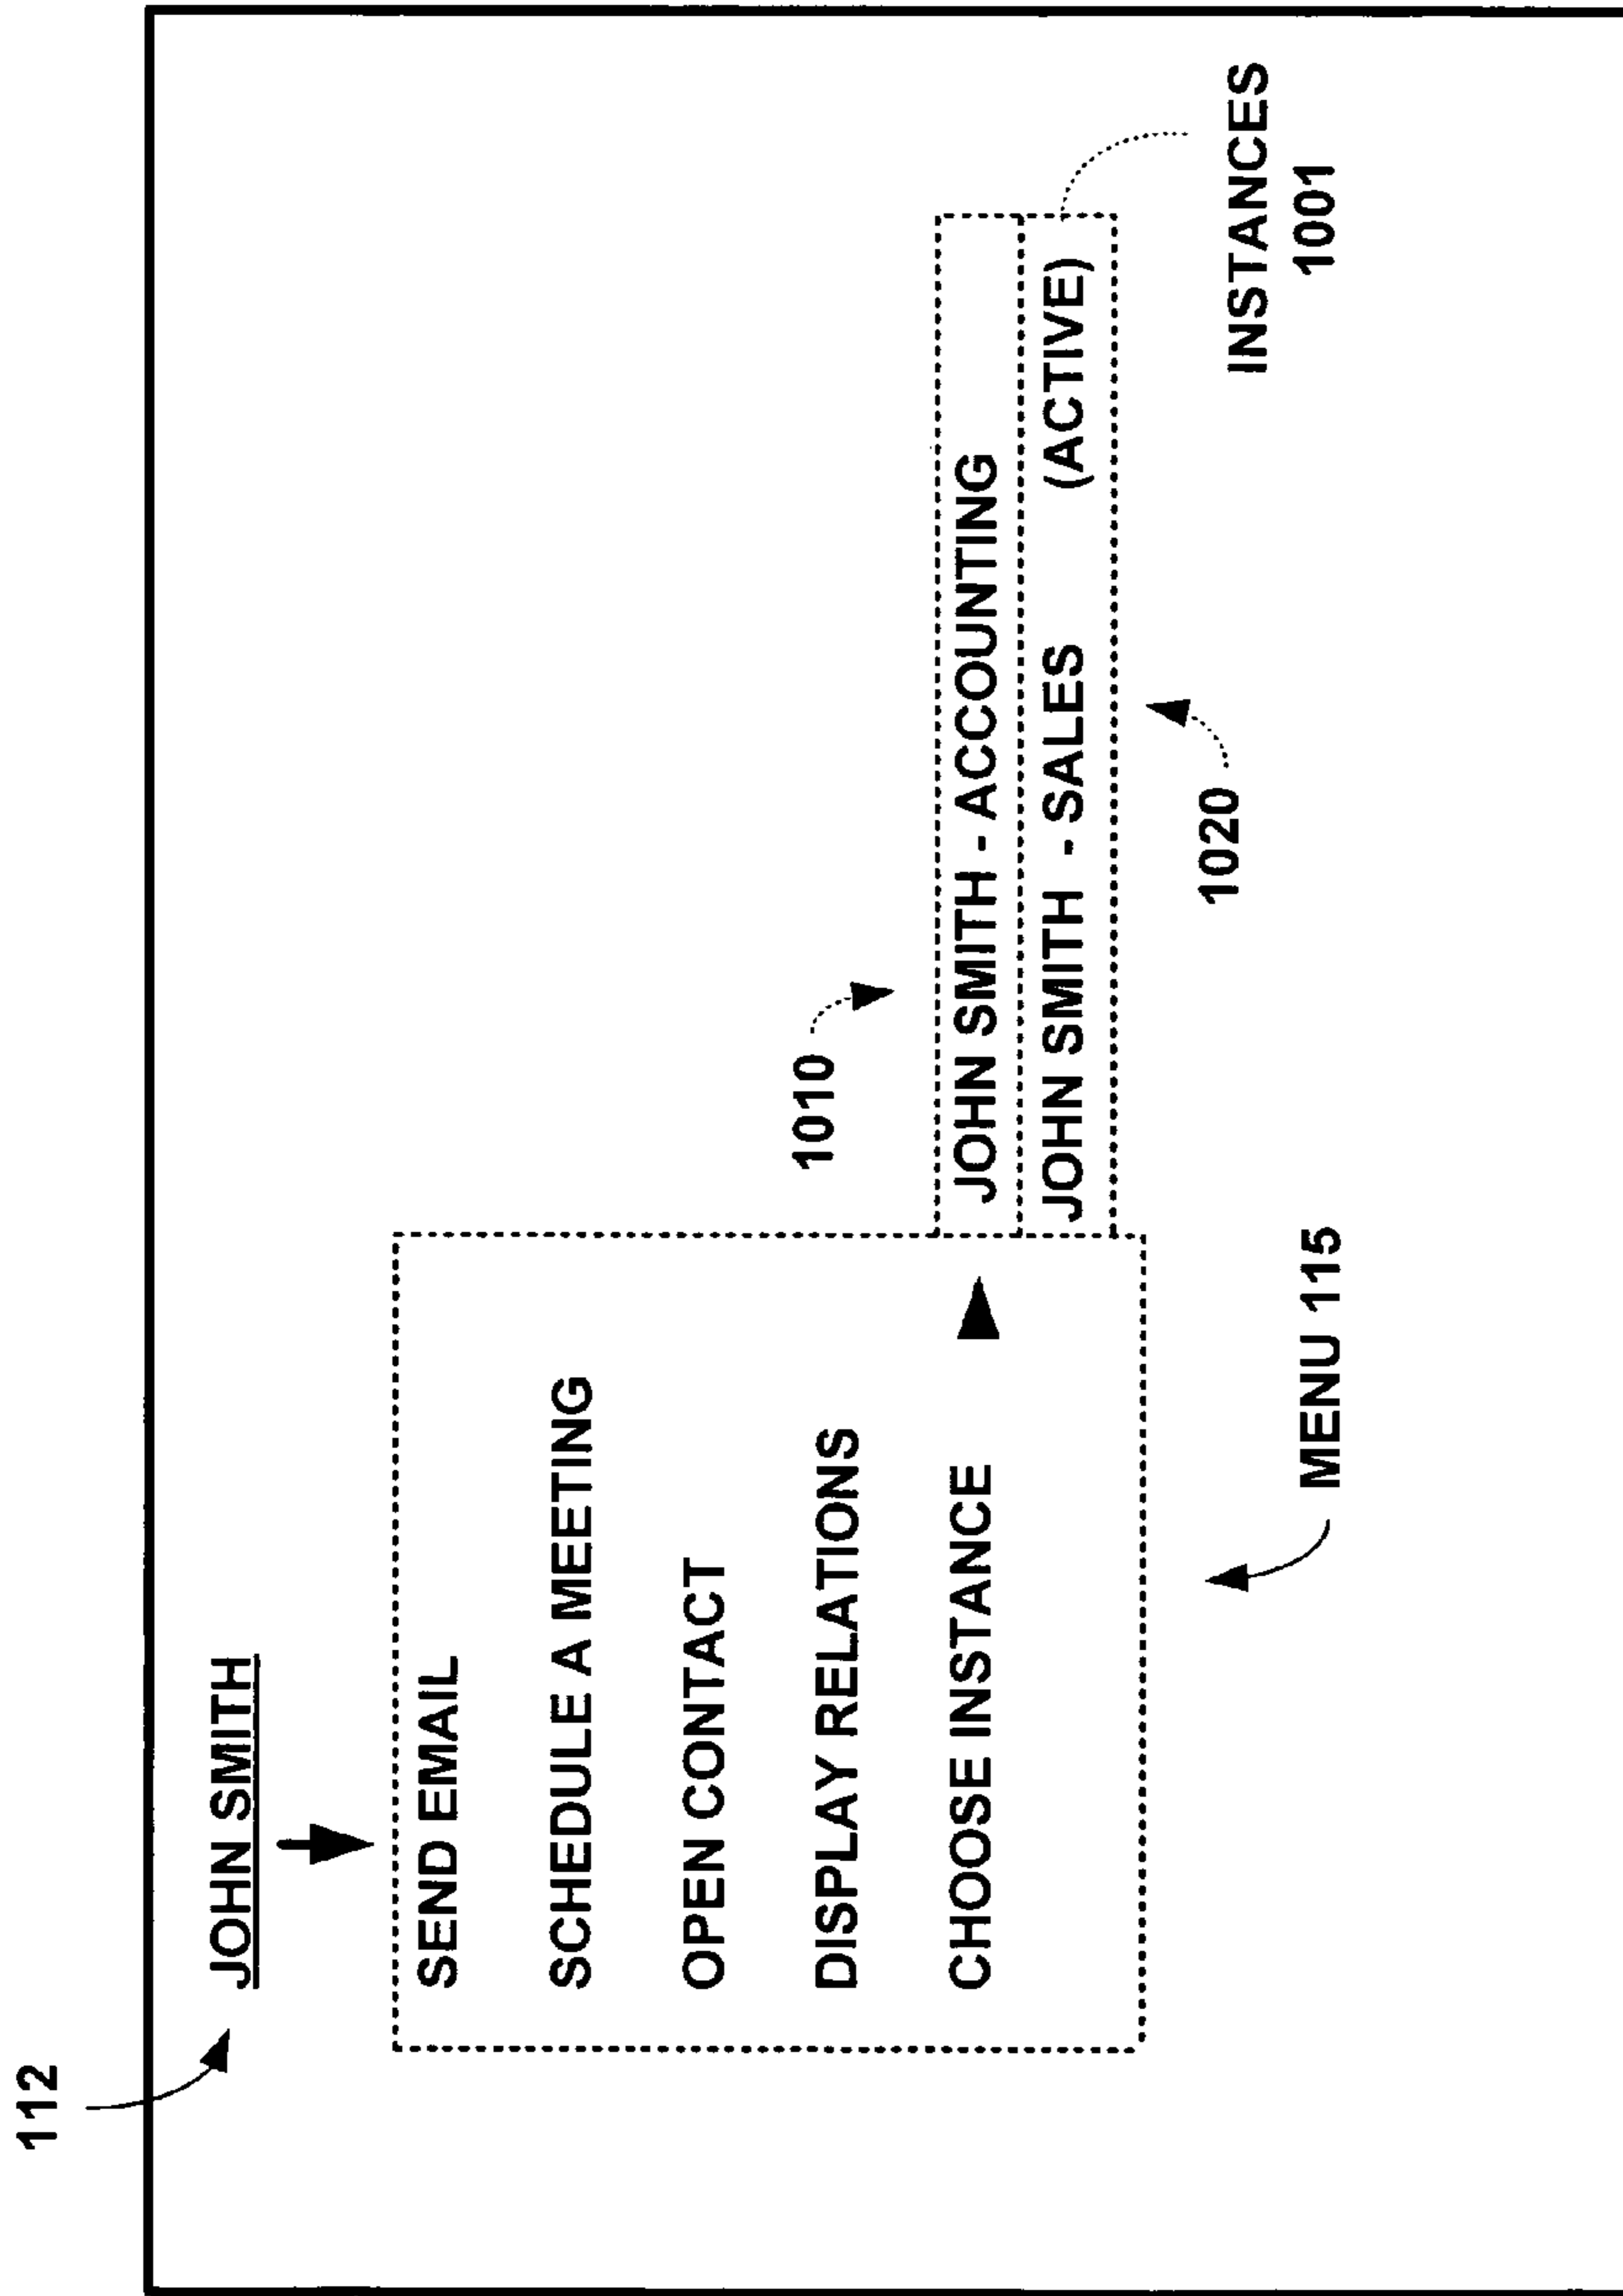 112
JOHN SMITH
SEND EMAIL
SCHEDULE A MEETING
OPEN CONTACT
DISPLAY RELATIONS
CHOOSE INSTANCE
1010
JOHN SMITH - ACCOUNTING
JOHN SMITH - SALES (ACTIVE)
1020
INSTANCES
1001
MENU 115